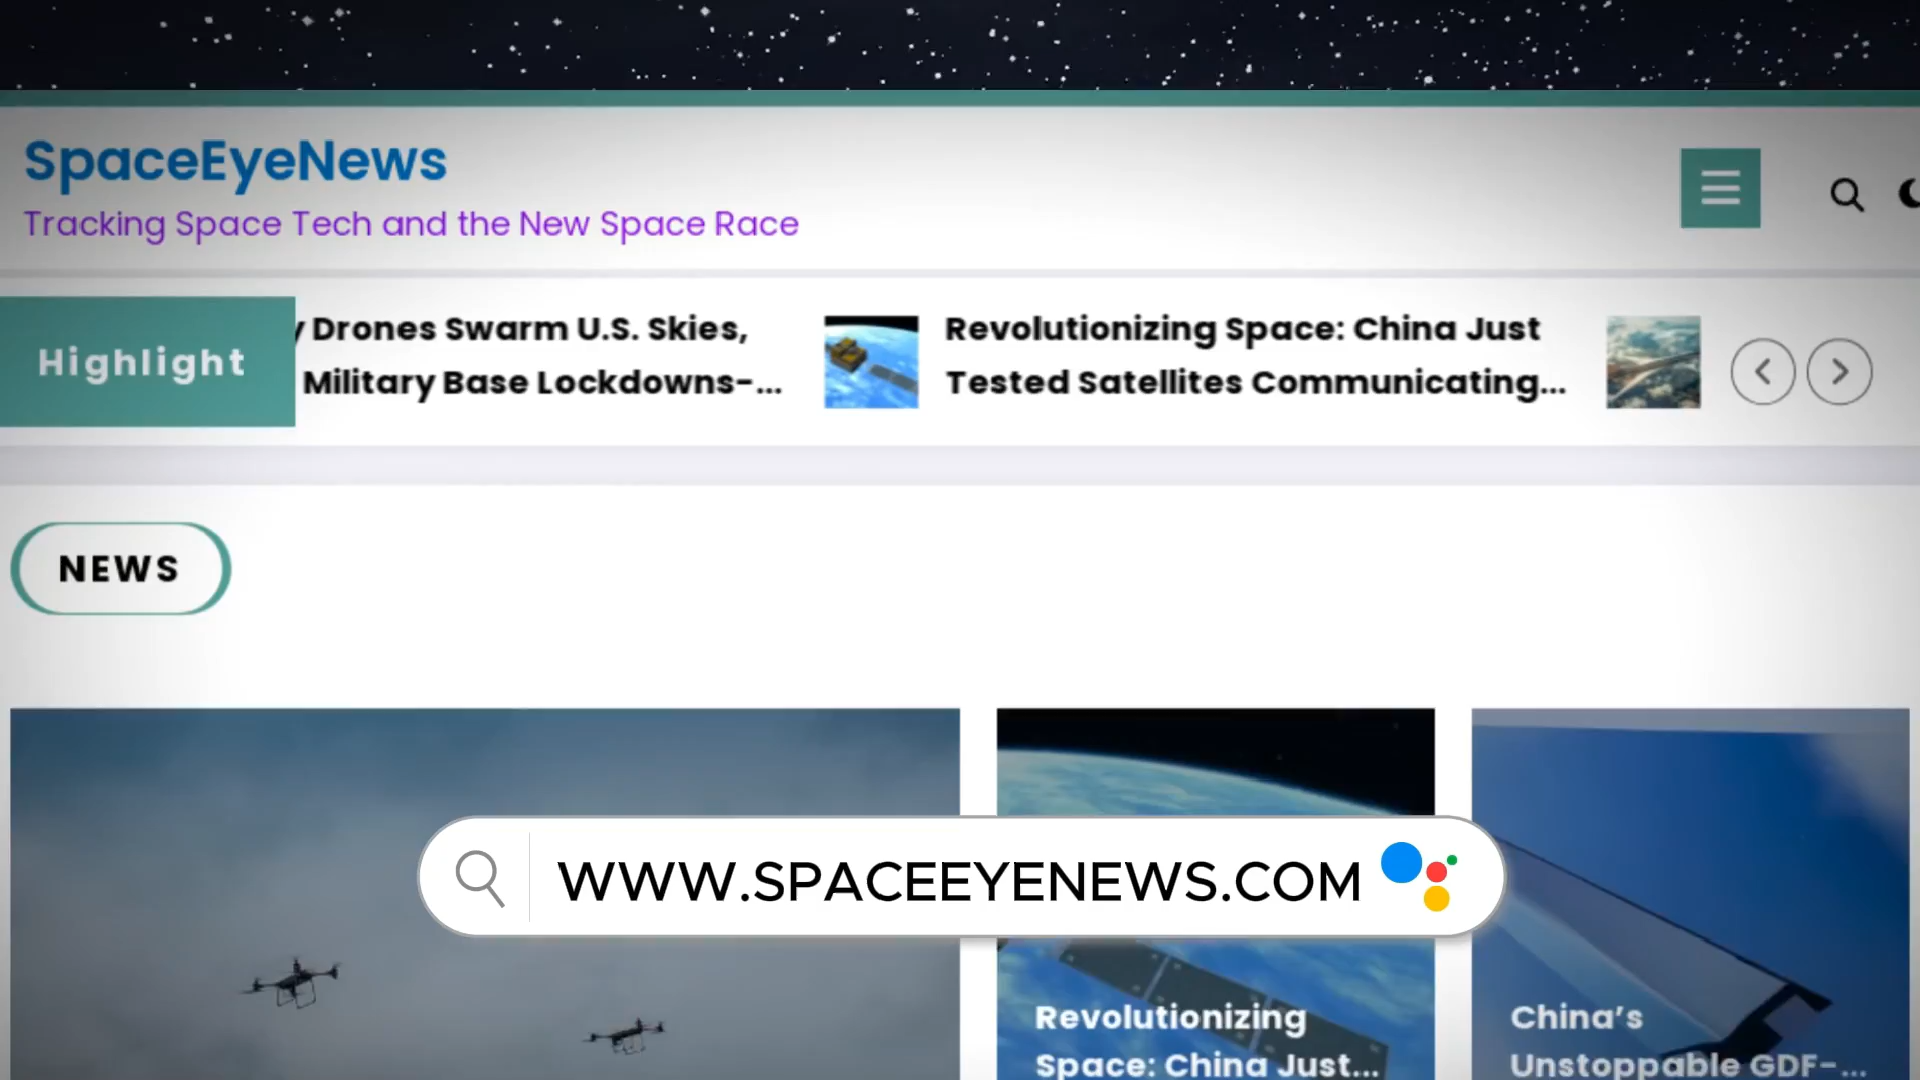 SpaceEyeNews
Tracking Space Tech and the New Space Race
Highlight
y Drones Swarm U.S. Skies,
Military Base Lockdowns-...
Revolutionizing Space: China Just
Tested Satellites Communicating...
NEWS
WWW.SPACEEYENEWS.COM
Revolutionizing
Space: China Just...
China’s
Unstoppable GDF-...